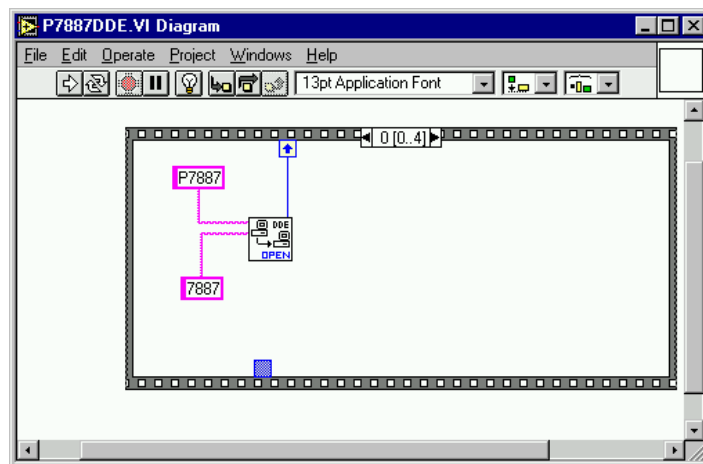 P7887DDE.VI Diagram
File Edit Operate Project Windows Help
13pt Application Font
0 [0..4]
P7887
DDE
OPEN
7887